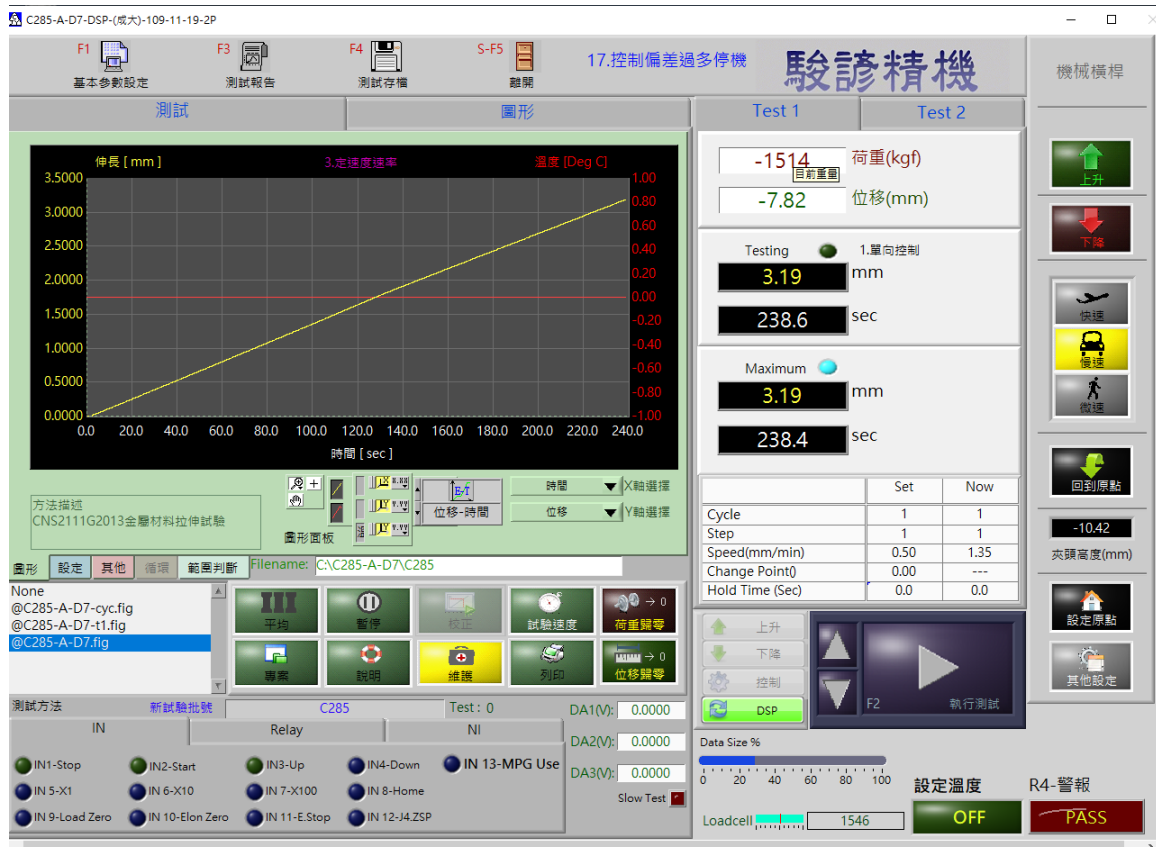 C285-A-D7-DSP-(成大)-109-11-19-2P
F1 F3 F4 S-F5
基本參數設定 測試報告 測試存檔 離開
17.控制偏差過多停機
駿諺精機
機械橫桿
測試 圖形
Test 1 Test 2
伸長 [ mm ] 3.定速度速率 溫度 [Deg C]
3.5000 1.00
3.0000 0.80
0.60
2.5000 0.40
2.0000 0.20
0.00
1.5000 -0.20
1.0000 -0.40
-0.60
0.5000 -0.80
0.0000 -1.00
0.0 20.0 40.0 60.0 80.0 100.0 120.0 140.0 160.0 180.0 200.0 220.0 240.0
時間 [ sec ]
-1514 荷重(kgf)
目前重量
-7.82 位移(mm)
Testing 1.單向控制
3.19 mm
238.6 sec
Maximum
3.19 mm
238.4 sec
上升
下降
快速
慢速
微速
回到原點
-10.42
夾頭高度(mm)
設定原點
其他設定
方法描述
CNS2111G2013金屬材料拉伸試驗
圖形面板
E-T
位移-時間
時間 X軸選擇
位移 Y軸選擇
Set Now
Cycle 1 1
Step 1 1
Speed(mm/min) 0.50 1.35
Change Point() 0.00 ---
Hold Time (Sec) 0.0 0.0
圖形 設定 其他 循環 範圍判斷 Filename: C:\C285-A-D7\C285
None
@C285-A-D7-cyc.fig
@C285-A-D7-t1.fig
@C285-A-D7.fig
平均 暫停 校正 試驗速度 → 0 荷重歸零
專案 說明 維護 列印 → 0 位移歸零
上升
下降
控制
DSP
F2 執行測試
測試方法 新試驗批號 C285 Test : 0
IN Relay NI
DA1(V): 0.0000
DA2(V): 0.0000
DA3(V): 0.0000
Slow Test
IN1-Stop IN2-Start IN3-Up IN4-Down IN 13-MPG Use
IN 5-X1 IN 6-X10 IN 7-X100 IN 8-Home
IN 9-Load Zero IN 10-Elon Zero IN 11-E.Stop IN 12-J4.ZSP
Data Size %
0 20 40 60 80 100
Loadcell 1546
設定溫度
OFF
R4-警報
PASS